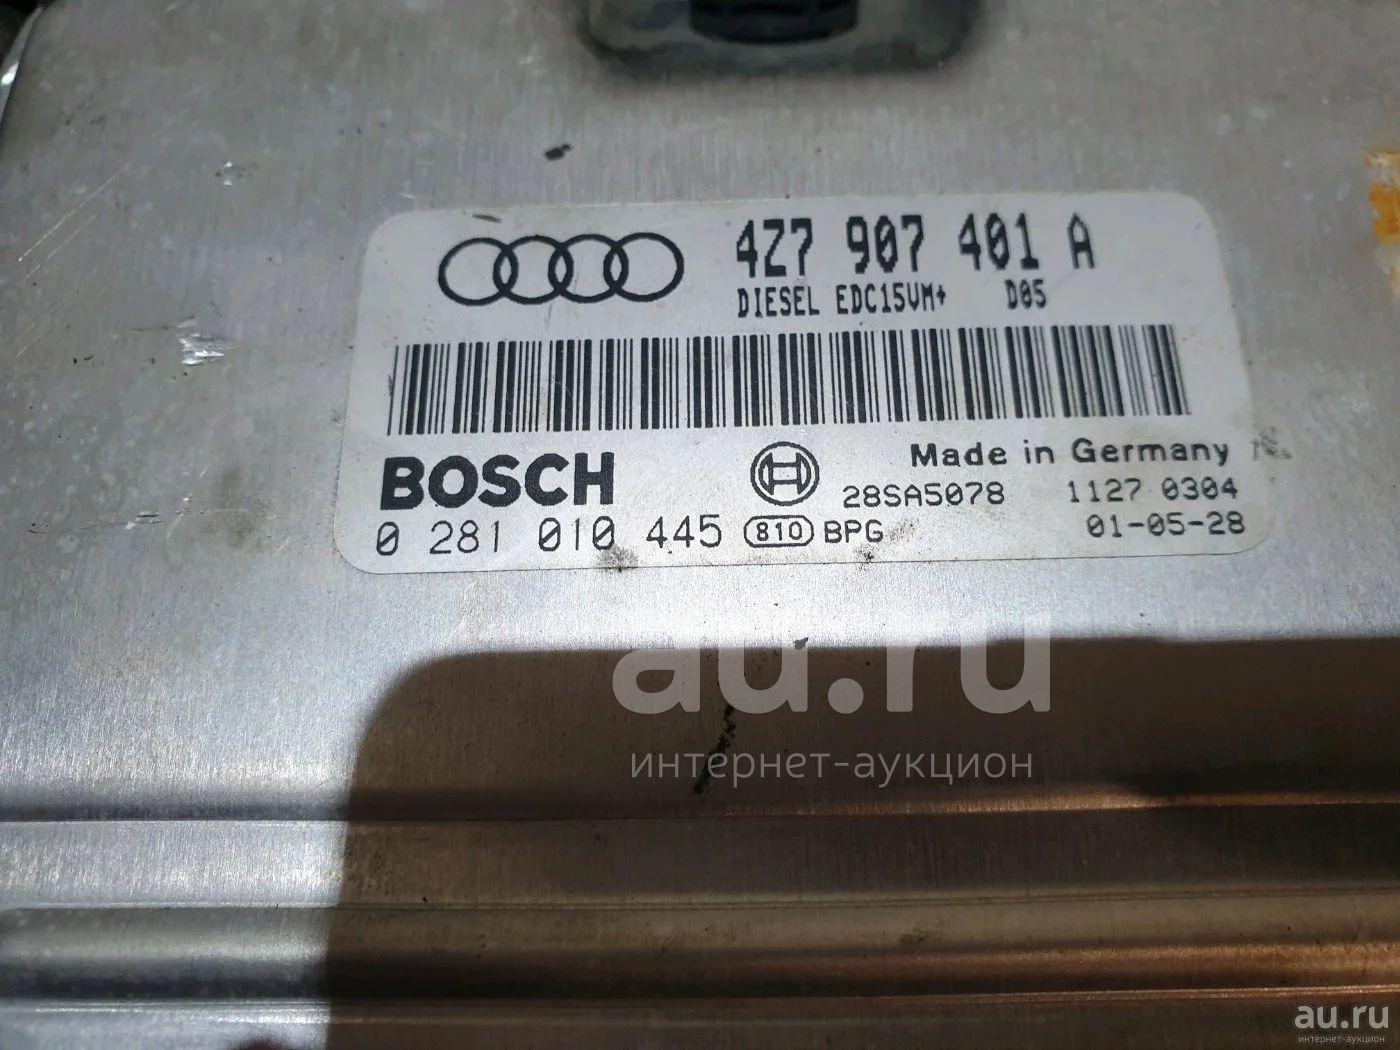 4Z7 907 401 A
DIESEL EDC15VM+ D05
BOSCH
Made in Germany
28SA5078 1127 0304
0 281 010 445 810 BPG 01-05-28
au.ru
интернет-аукцион
au.ru
интернет-аукцион